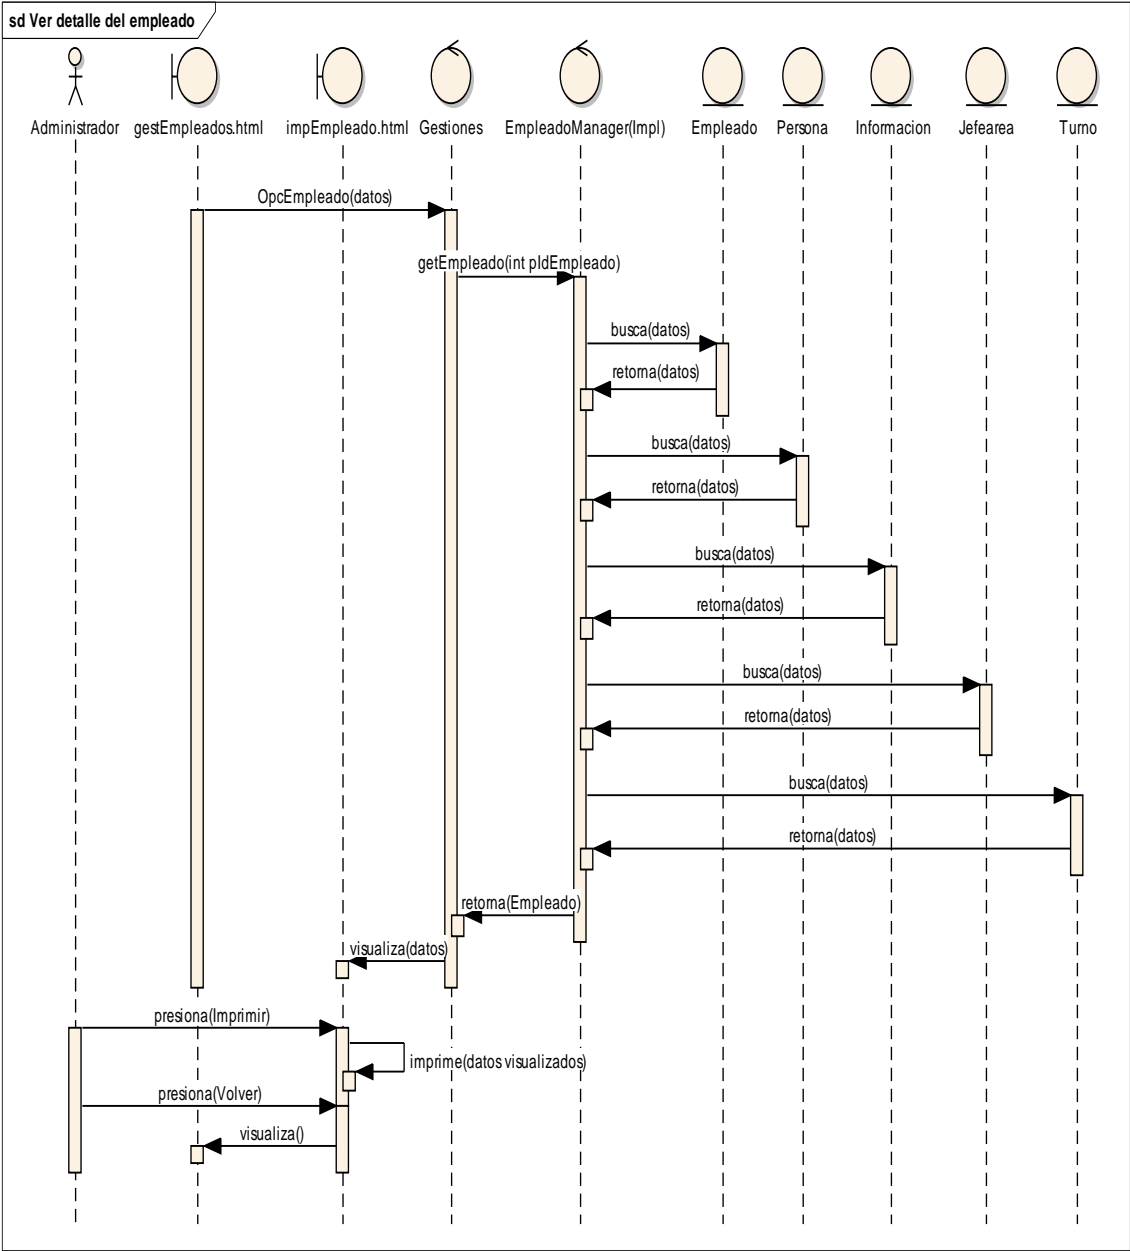 sd Ver detalle del empleado
Administrador
gestEmpleados.html
impEmpleado.html
Gestiones
EmpleadoManager(Impl)
Empleado
Persona
Informacion
Jefearea
Turno
OpcEmpleado(datos)
getEmpleado(int pIdEmpleado)
busca(datos)
retorna(datos)
busca(datos)
retorna(datos)
busca(datos)
retorna(datos)
busca(datos)
retorna(datos)
busca(datos)
retorna(datos)
retorna(Empleado)
visualiza(datos)
presiona(Imprimir)
imprime(datos visualizados)
presiona(Volver)
visualiza()